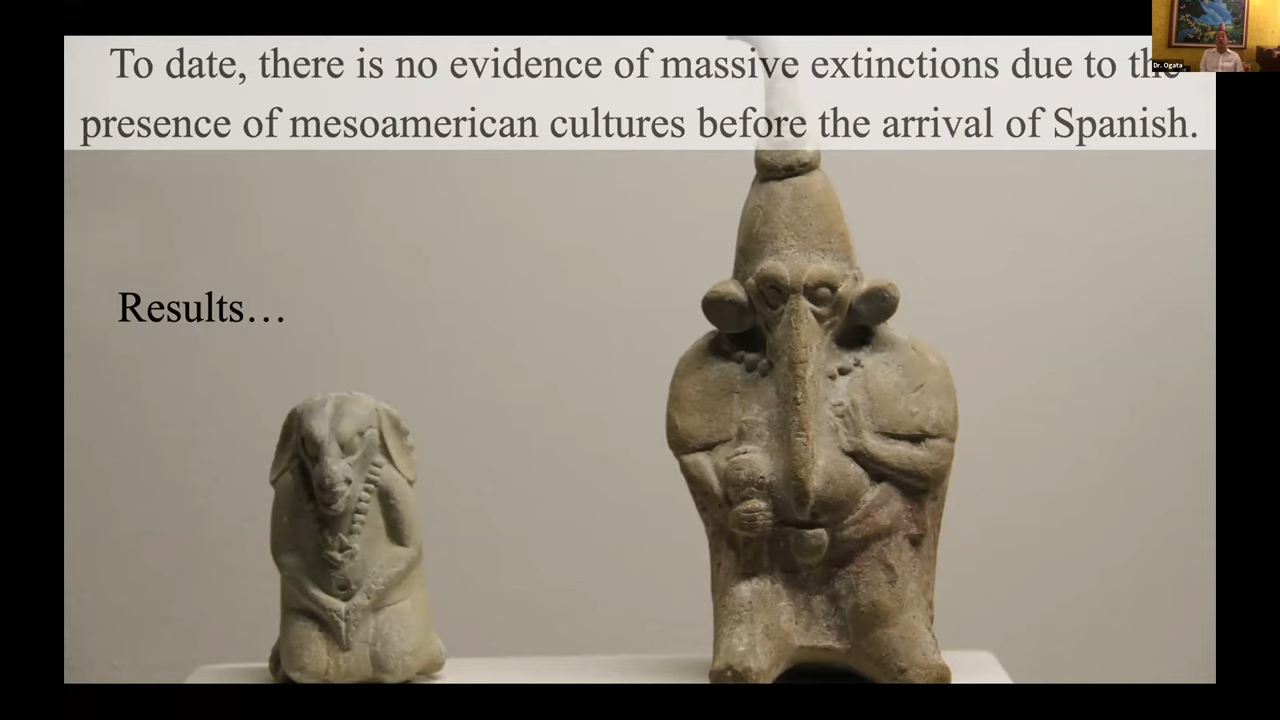 To date, there is no evidence of massive extinctions due to the
presence of mesoamerican cultures before the arrival of Spanish.
Dr. Ogata
Results…